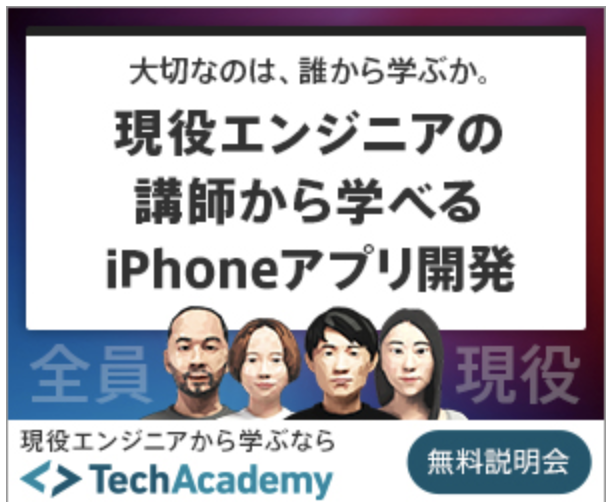 大切なのは、誰から学ぶか。
現役エンジニアの
講師から学べる
iPhoneアプリ開発
全員 現役
現役エンジニアから学ぶなら
TechAcademy
無料説明会